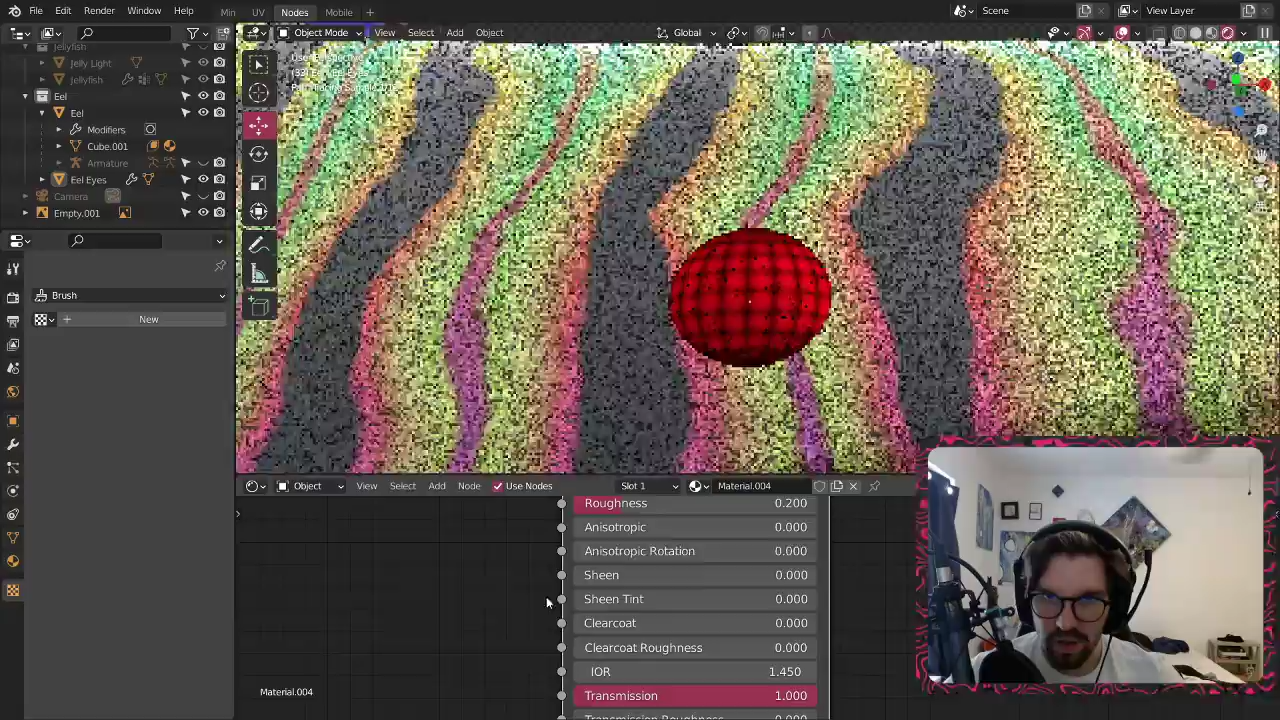 File Edit Render Window Help Min UV Nodes Mobile + Scene View Layer
Object Mode View Select Add Object Global
Jellyfish
Jelly Light
Jellyfish
Eel
Eel
Modifiers
Cube.001
Armature
Eel Eyes
Camera
Empty.001
Brush
+ New
Object View Select Add Node Use Nodes Slot 1 Material.004
Roughness 0.200
Anisotropic 0.000
Anisotropic Rotation 0.000
Sheen 0.000
Sheen Tint 0.000
Clearcoat 0.000
Clearcoat Roughness 0.000
IOR 1.450
Transmission 1.000
Transmission Roughness 0.000
Material.004